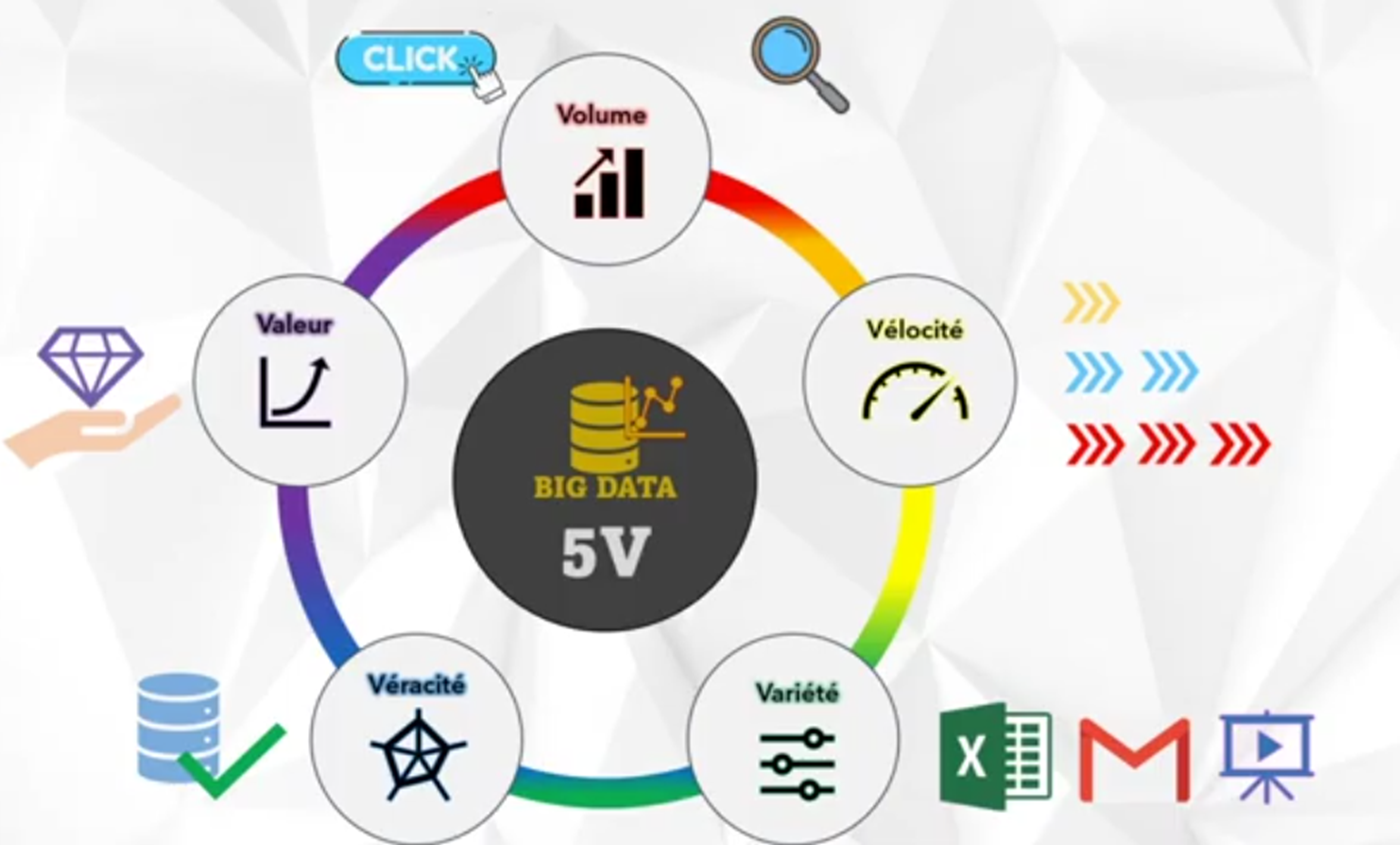 CLICK
Volume
Valeur
Vélocité
BIG DATA
5V
Véracité
Variété
X